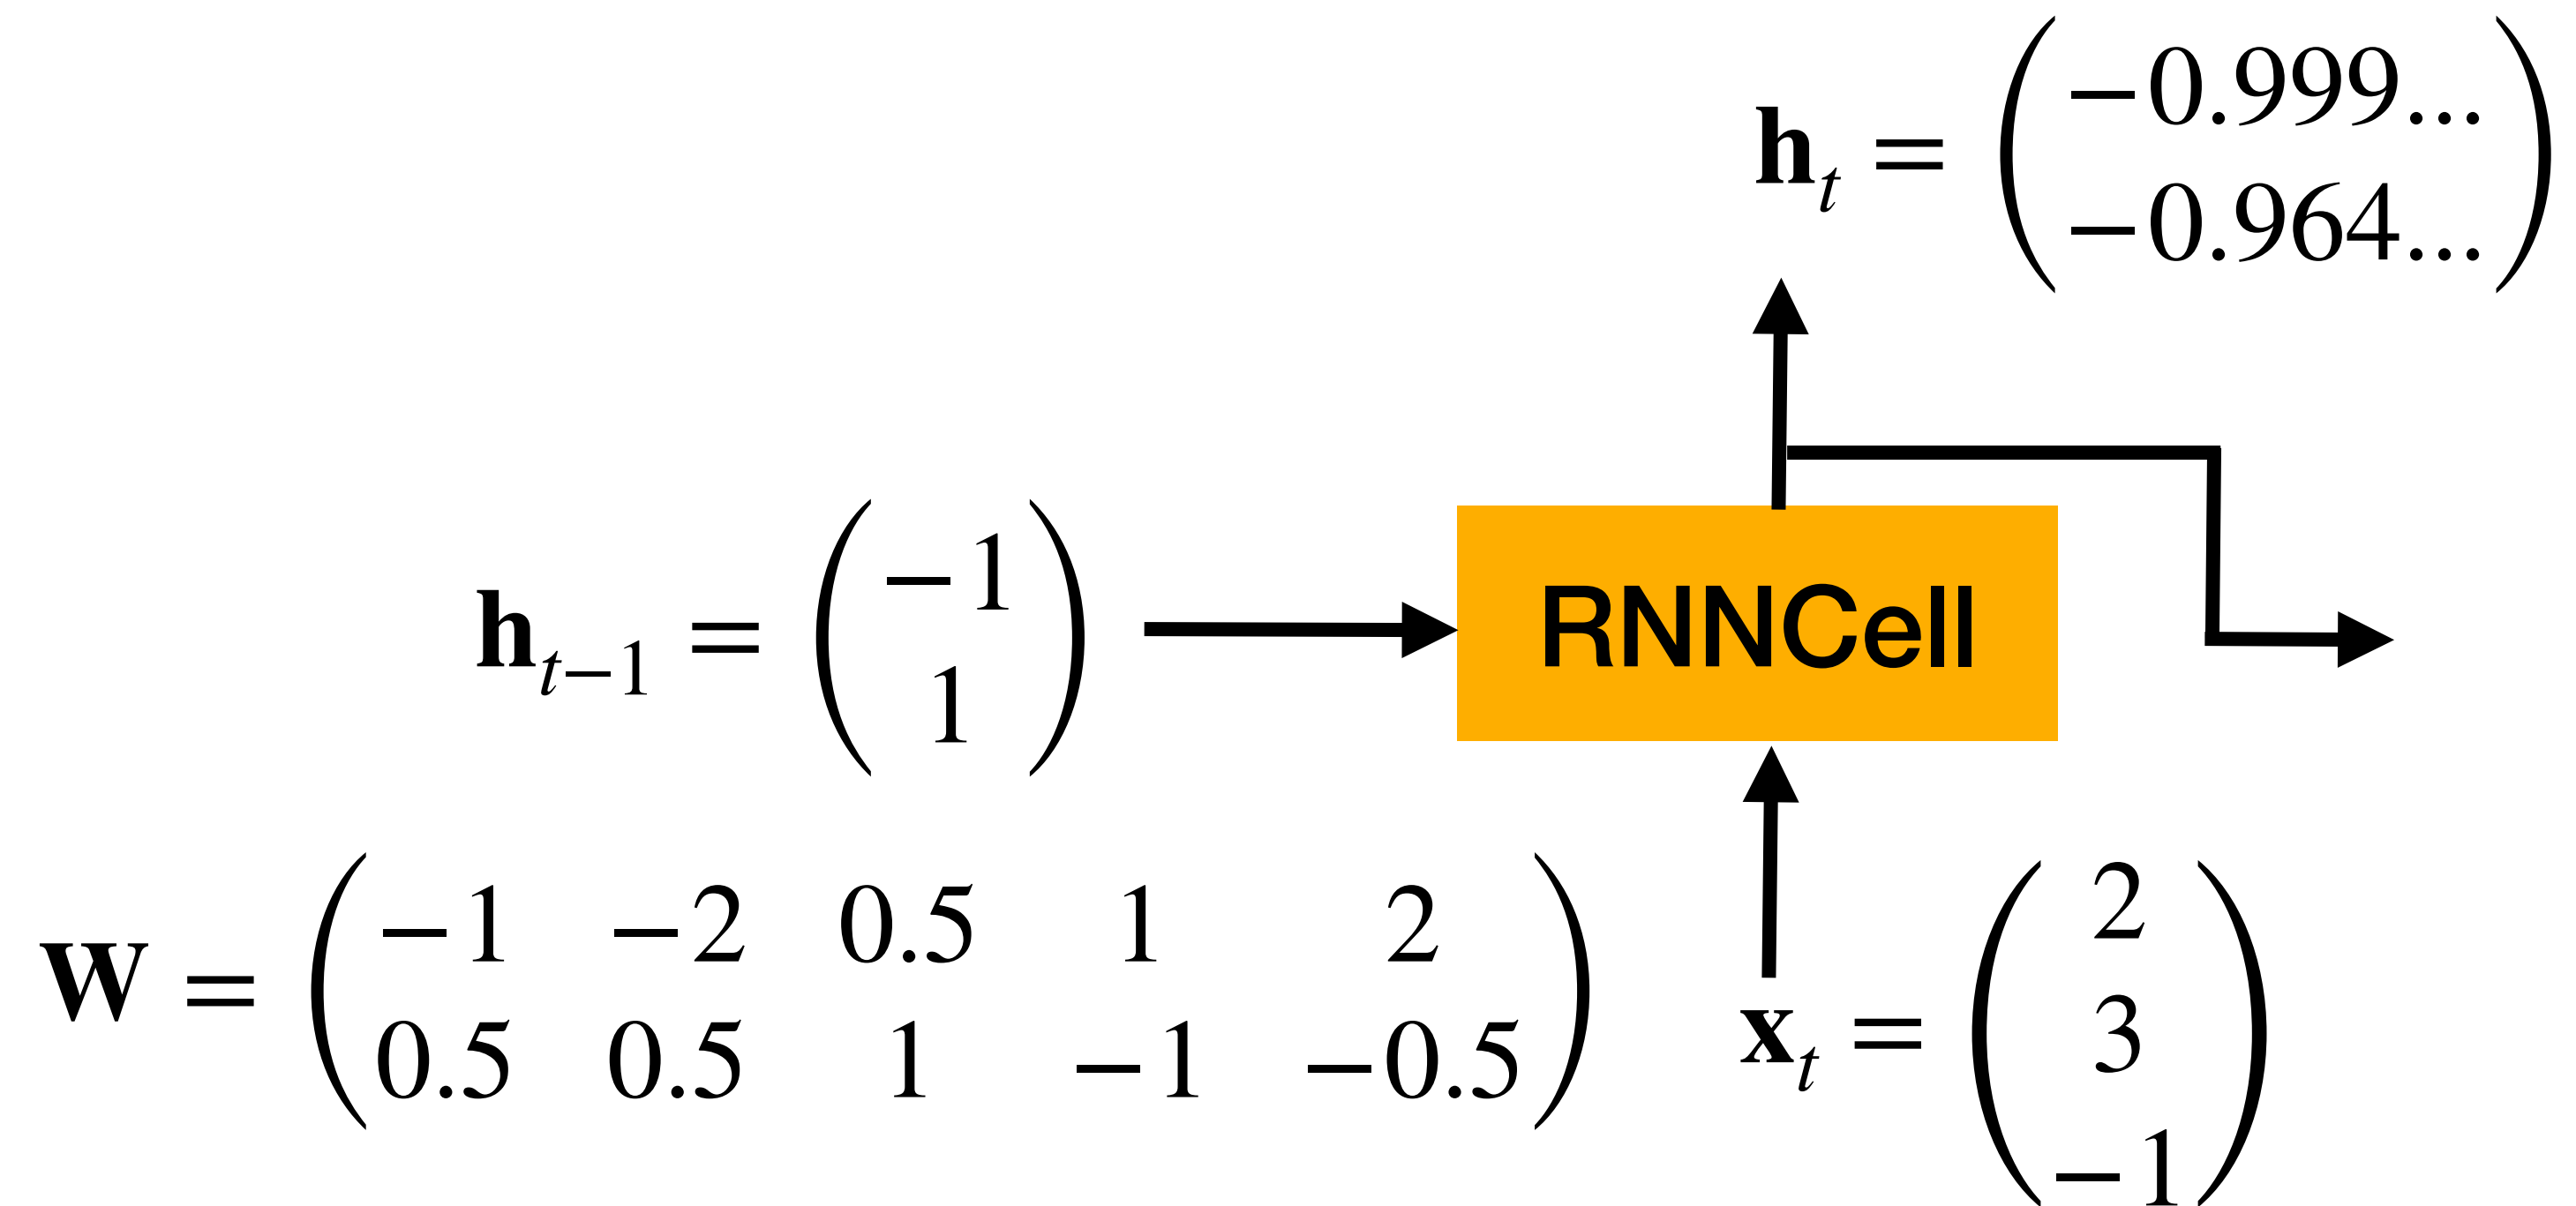 h_t = (−0.999...
−0.964...)
h_{t−1} = (−1
1)
RNNCell
W = (−1 −2 0.5 1 2
0.5 0.5 1 −1 −0.5)
x_t = (2
3
−1)